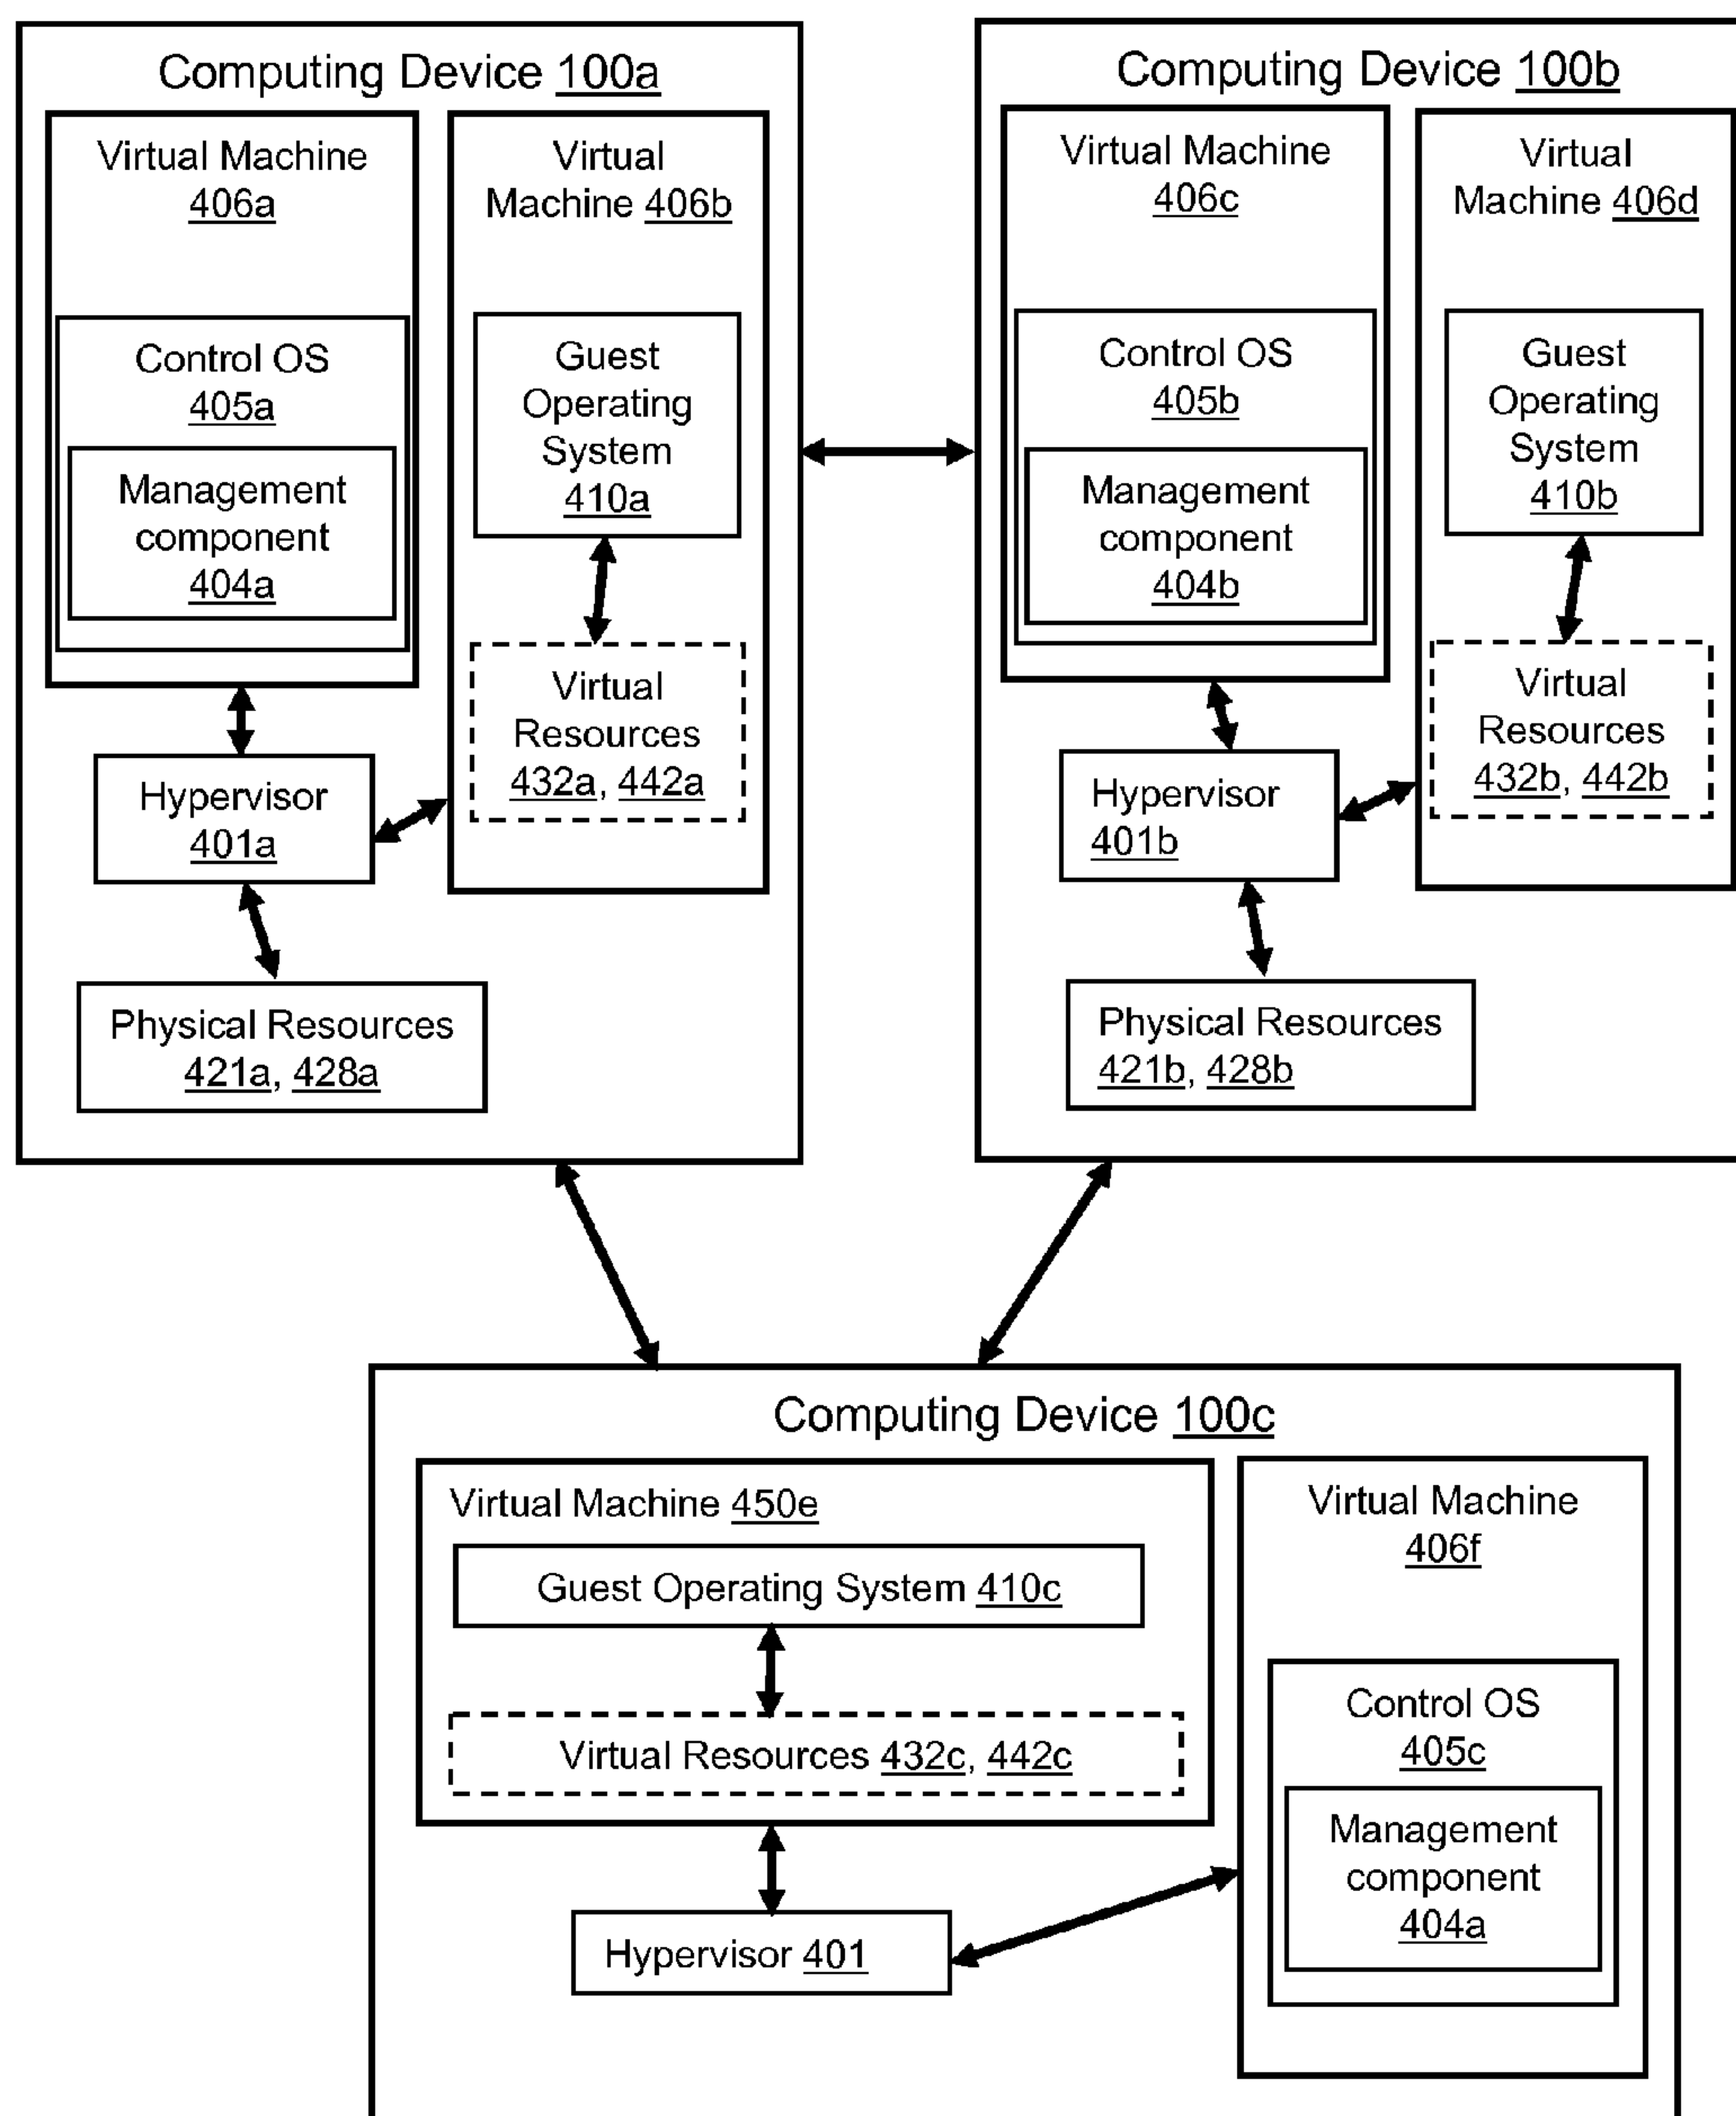 Computing Device 100a
Virtual Machine
406a
Control OS
405a
Management
component
404a
Virtual
Machine 406b
Guest
Operating
System
410a
Virtual
Resources
432a, 442a
Hypervisor
401a
Physical Resources
421a, 428a
Computing Device 100b
Virtual Machine
406c
Control OS
405b
Management
component
404b
Virtual
Machine 406d
Guest
Operating
System
410b
Virtual
Resources
432b, 442b
Hypervisor
401b
Physical Resources
421b, 428b
Computing Device 100c
Virtual Machine 450e
Guest Operating System 410c
Virtual Resources 432c, 442c
Hypervisor 401
Virtual Machine
406f
Control OS
405c
Management
component
404a